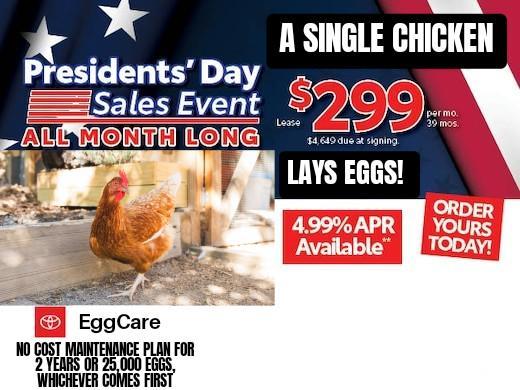 Presidents' Day
Sales Event
ALL MONTH LONG
A SINGLE CHICKEN
Lease $299 per mo.
39 mos.
$4,649 due at signing.
LAYS EGGS!
4.99% APR
Available**
ORDER
YOURS
TODAY!
EggCare
NO COST MAINTENANCE PLAN FOR
2 YEARS OR 25,000 EGGS,
WHICHEVER COMES FIRST